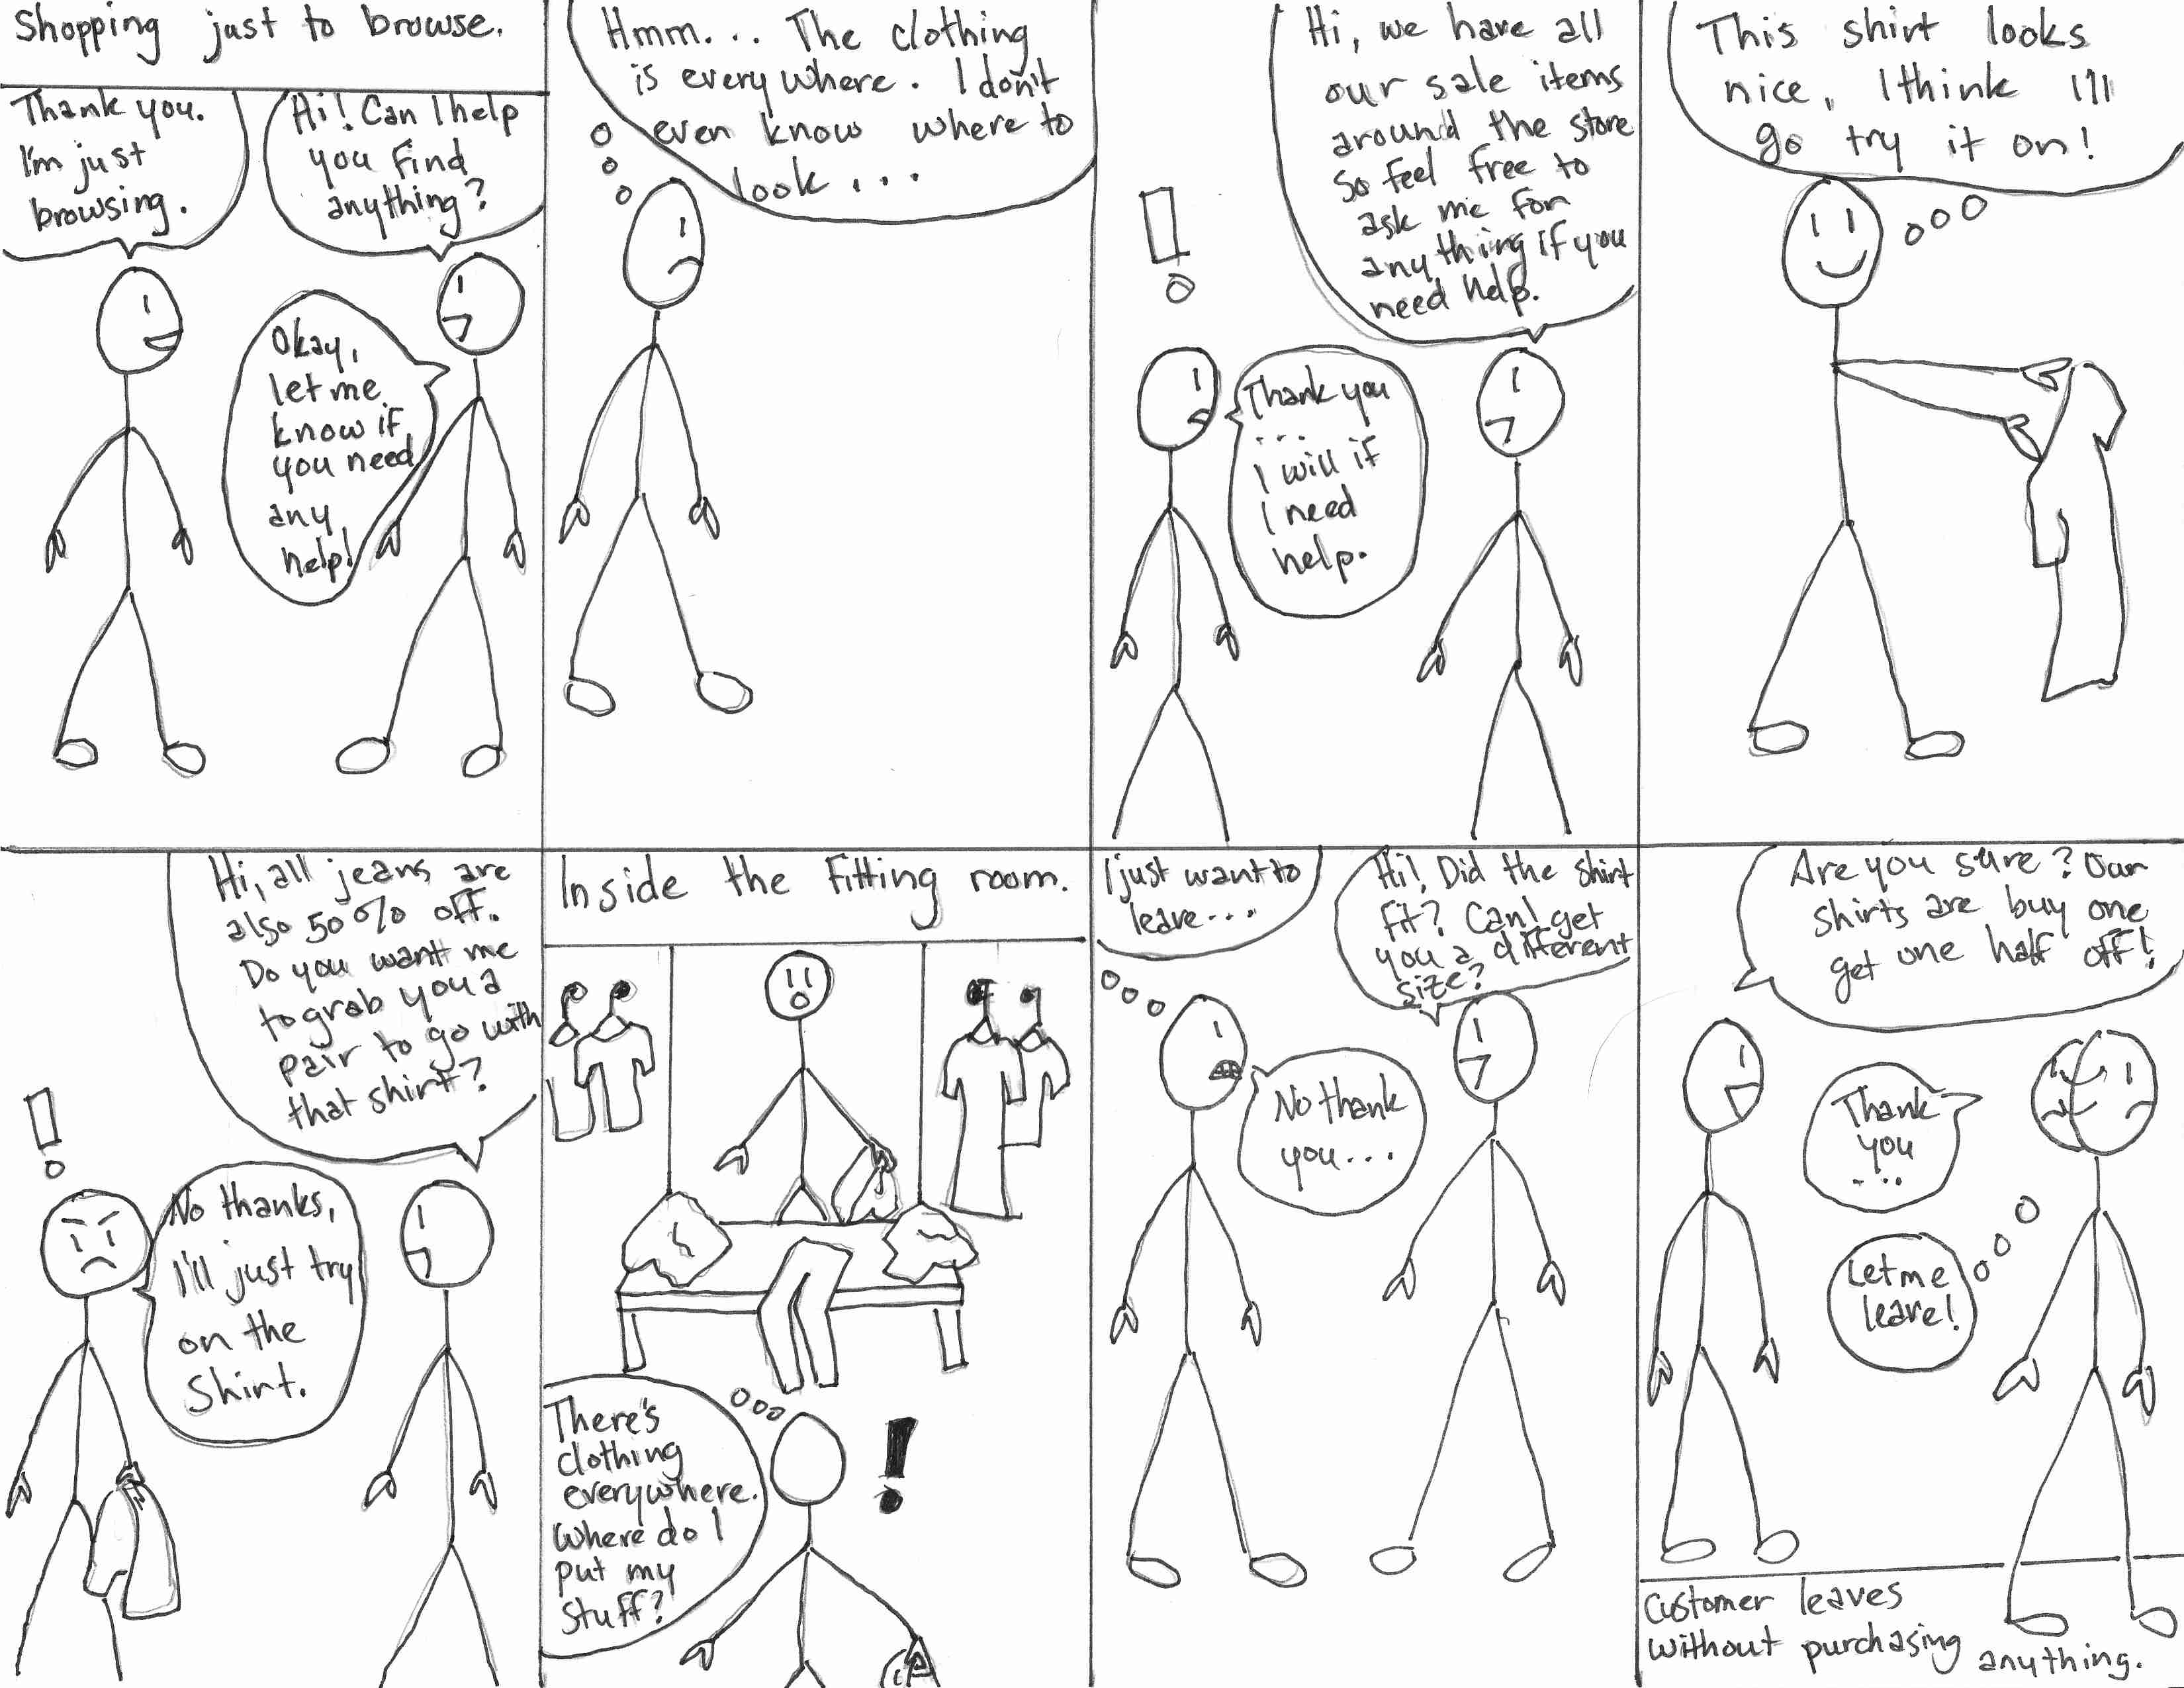 Shopping just to browse.
Thank you.
I'm just
browsing.
Hi! Can I help
you find
anything?
Okay,
let me
know if
you need
any
help!
Hmm... The clothing
is everywhere. I don't
even know where to
look...
Hi, we have all
our sale items
around the store
so feel free to
ask me for
anything if you
need help.
!
Thank you
...
I will if
I need
help.
This shirt looks
nice, I think I'll
go try it on!
Hi, all jeans are
also 50% off.
Do you want me
to grab you a
pair to go with
that shirt?
!
No thanks,
I'll just try
on the
shirt.
Inside the fitting room.
There's
clothing
everywhere.
Where do I
put my
stuff?
!
I just want to
leave...
Hi! Did the shirt
fit? Can I get
you a different
size?
No thank
you...
Are you sure? Our
shirts are buy one
get one half off!
Thank
you
...
Let me
leave!
Customer leaves
without purchasing anything.